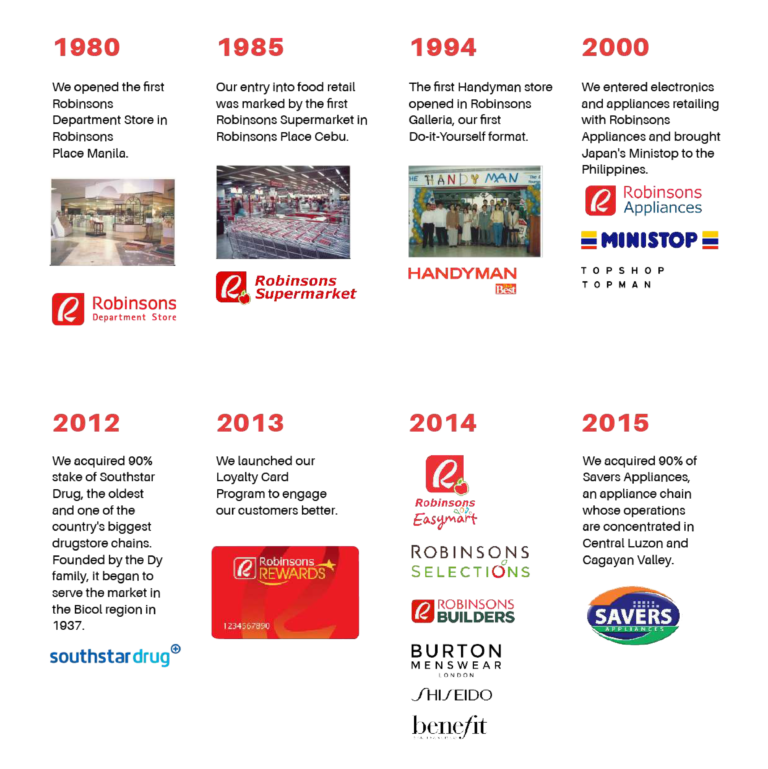 1980
We opened the first
Robinsons
Department Store in
Robinsons
Place Manila.
Robinsons
Department Store
1985
Our entry into food retail
was marked by the first
Robinsons Supermarket in
Robinsons Place Cebu.
Robinsons
Supermarket
1994
The first Handyman store
opened in Robinsons
Galleria, our first
Do-it-Yourself format.
HANDY MAN
HANDYMAN
Do it
Best
2000
We entered electronics
and appliances retailing
with Robinsons
Appliances and brought
Japan's Ministop to the
Philippines.
Robinsons
Appliances
MINISTOP
TOPSHOP
TOPMAN
2012
We acquired 90%
stake of Southstar
Drug, the oldest
and one of the
country's biggest
drugstore chains.
Founded by the Dy
family, it began to
serve the market in
the Bicol region in
1937.
southstardrug
2013
We launched our
Loyalty Card
Program to engage
our customers better.
Robinsons
REWARDS
1234567890
2014
Robinsons
Easymart
ROBINSONS
SELECTIONS
ROBINSONS
BUILDERS
BURTON
MENSWEAR
LONDON
SHISEIDO
benefit
2015
We acquired 90% of
Savers Appliances,
an appliance chain
whose operations
are concentrated in
Central Luzon and
Cagayan Valley.
SAVERS
APPLIANCES